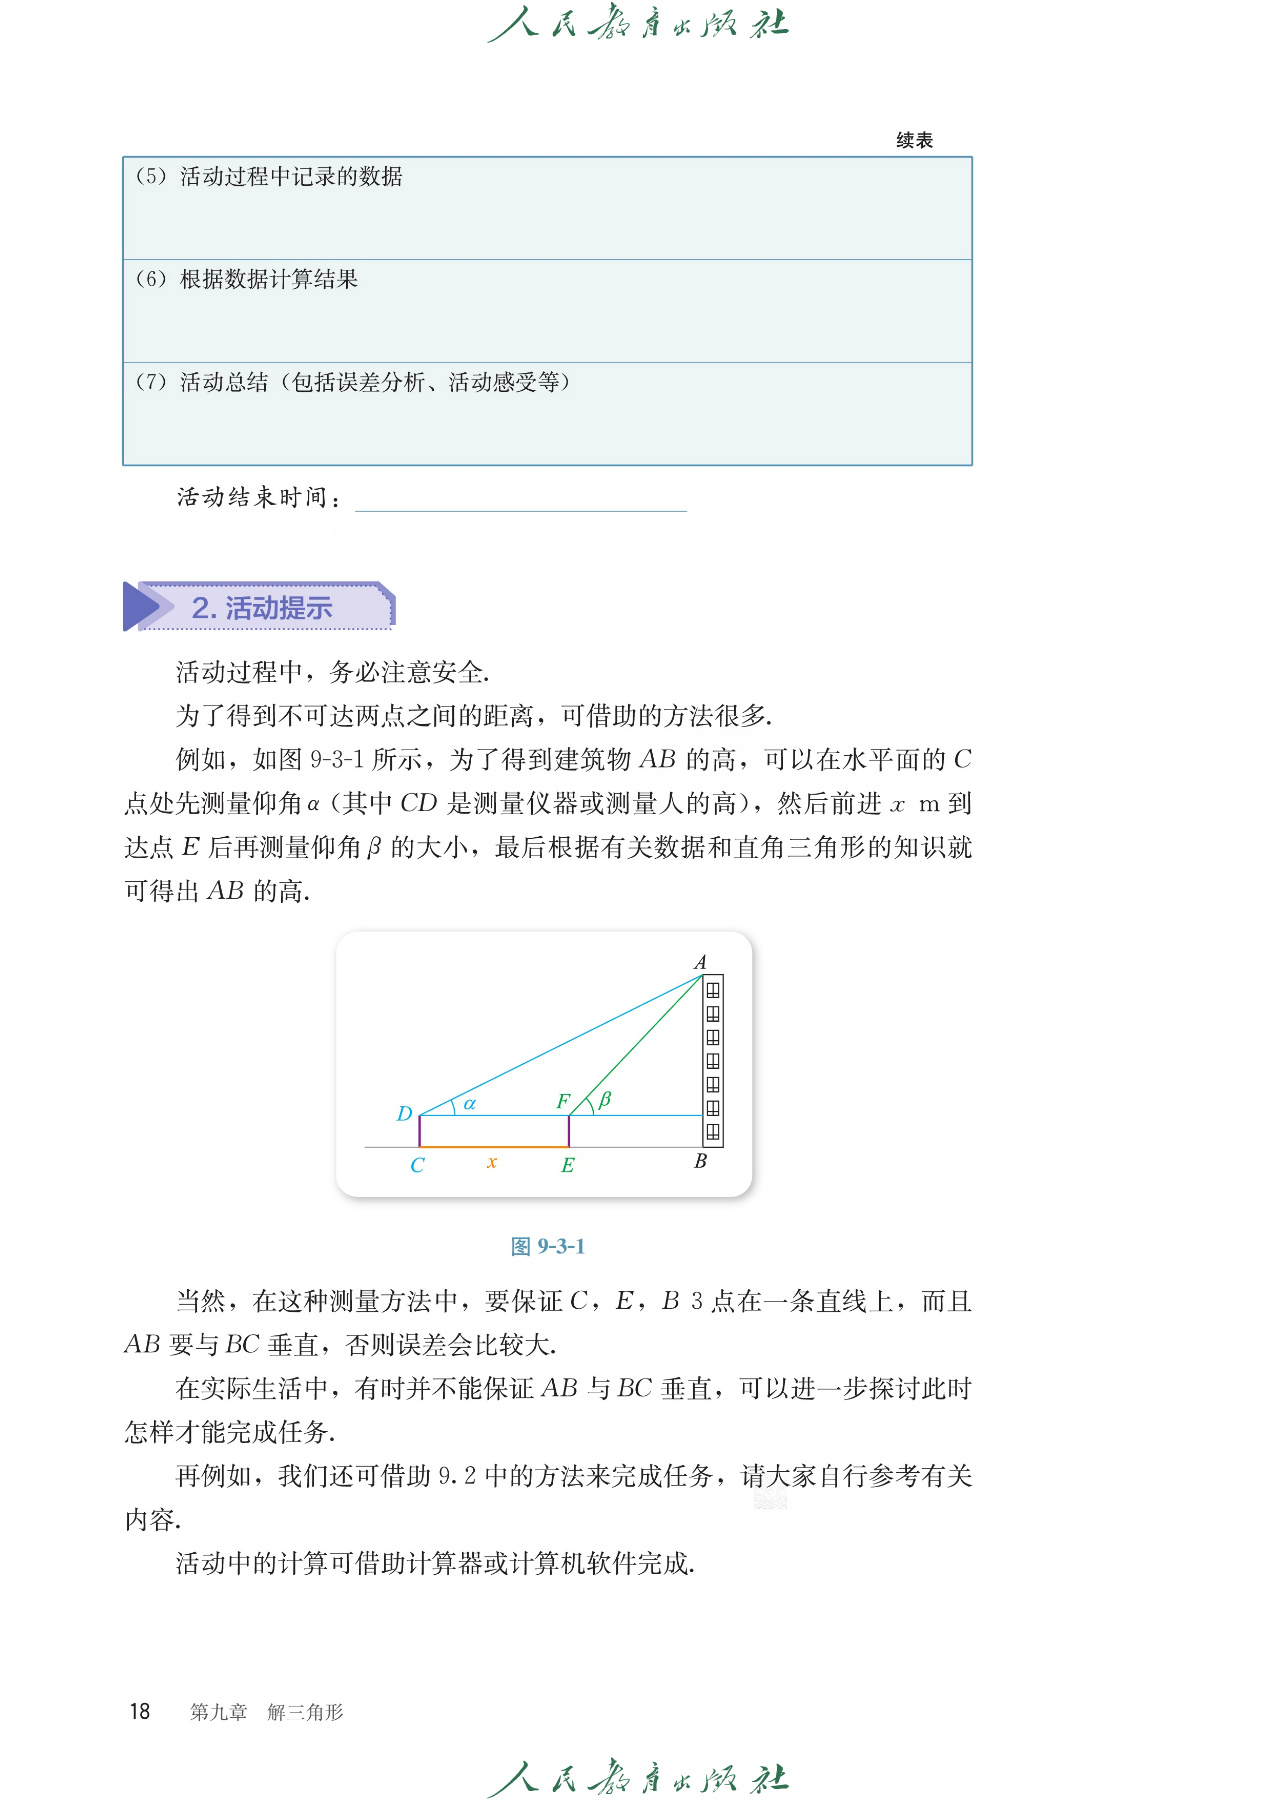 人民教育出版社
续表
（5）活动过程中记录的数据
（6）根据数据计算结果
（7）活动总结（包括误差分析、活动感受等）
活动结束时间：
2. 活动提示
活动过程中，务必注意安全.
为了得到不可达两点之间的距离，可借助的方法很多.
例如，如图 9-3-1 所示，为了得到建筑物 AB 的高，可以在水平面的 C
点处先测量仰角 α（其中 CD 是测量仪器或测量人的高），然后前进 x m 到
达点 E 后再测量仰角 β 的大小，最后根据有关数据和直角三角形的知识就
可得出 AB 的高.
A
D α F β
C x E B
图 9-3-1
当然，在这种测量方法中，要保证 C，E，B 3 点在一条直线上，而且
AB 要与 BC 垂直，否则误差会比较大.
在实际生活中，有时并不能保证 AB 与 BC 垂直，可以进一步探讨此时
怎样才能完成任务.
再例如，我们还可借助 9.2 中的方法来完成任务，请大家自行参考有关
内容.
活动中的计算可借助计算器或计算机软件完成.
18 第九章 解三角形
人民教育出版社